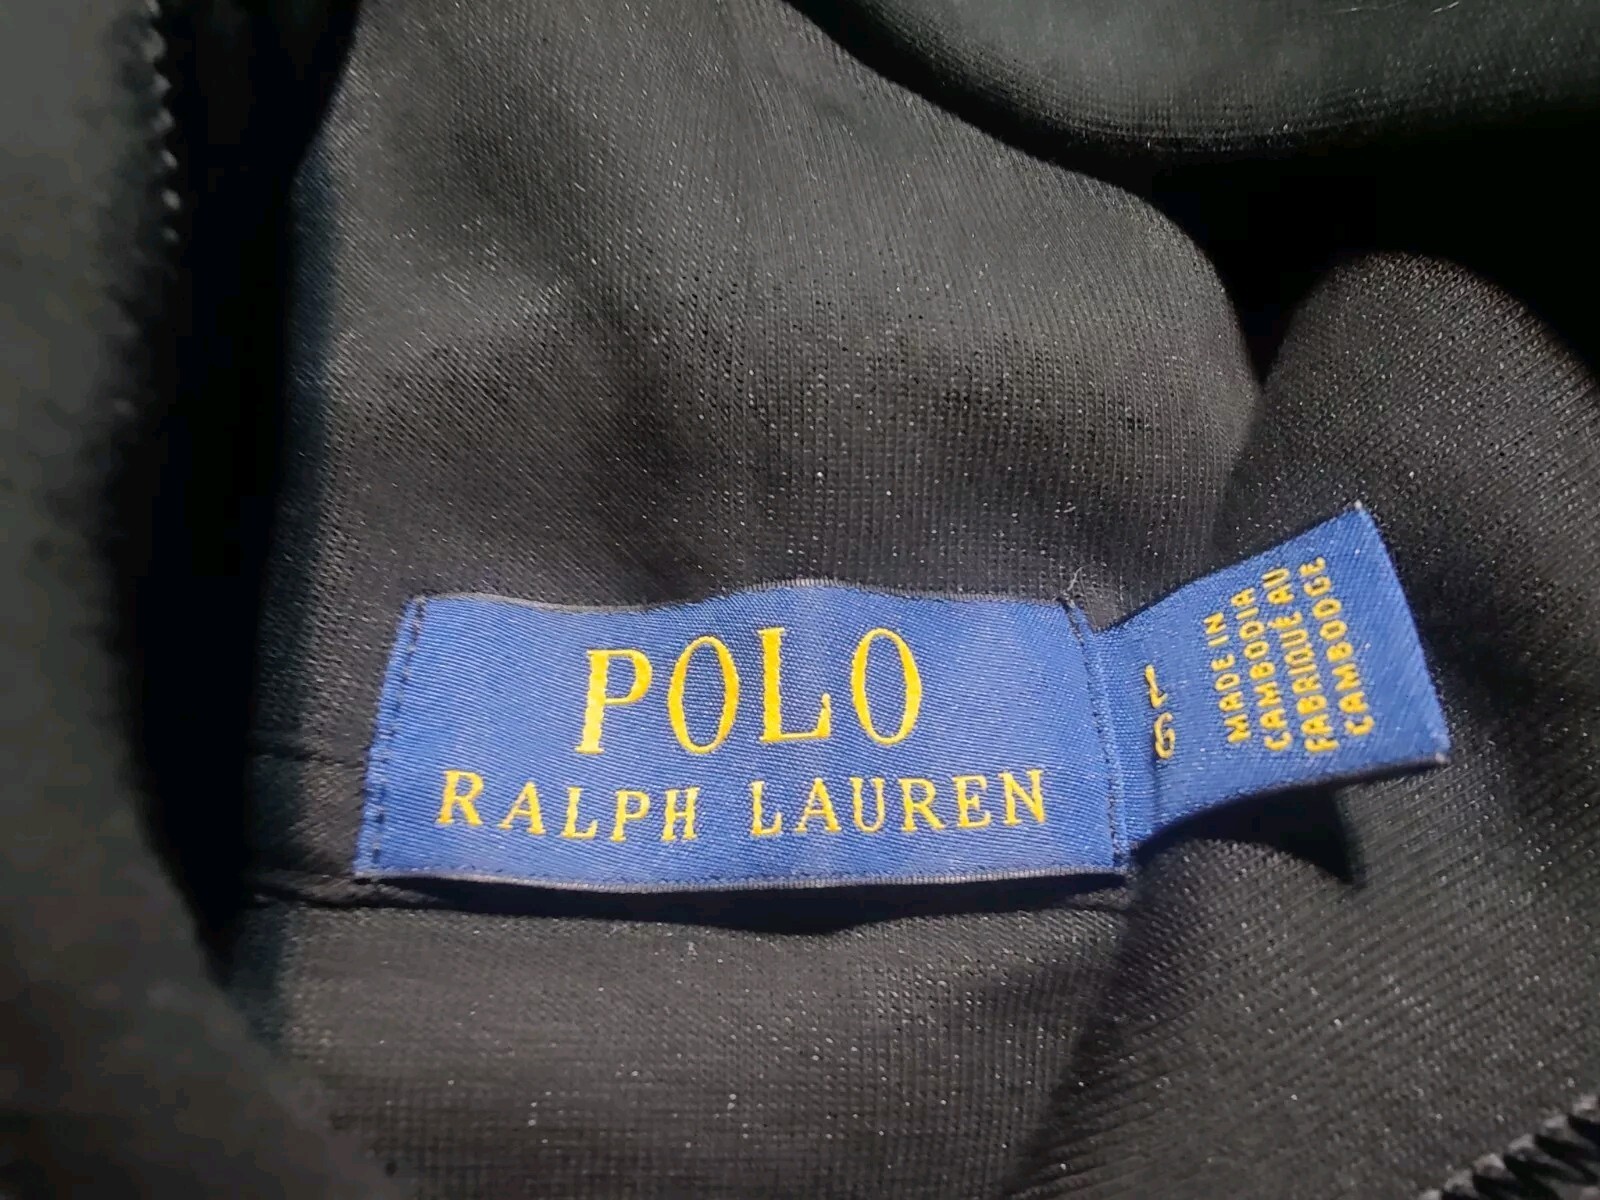 POLO
RALPH LAUREN
L
G
MADE IN
CAMBODIA
FABRIQUÉ AU
CAMBODGE